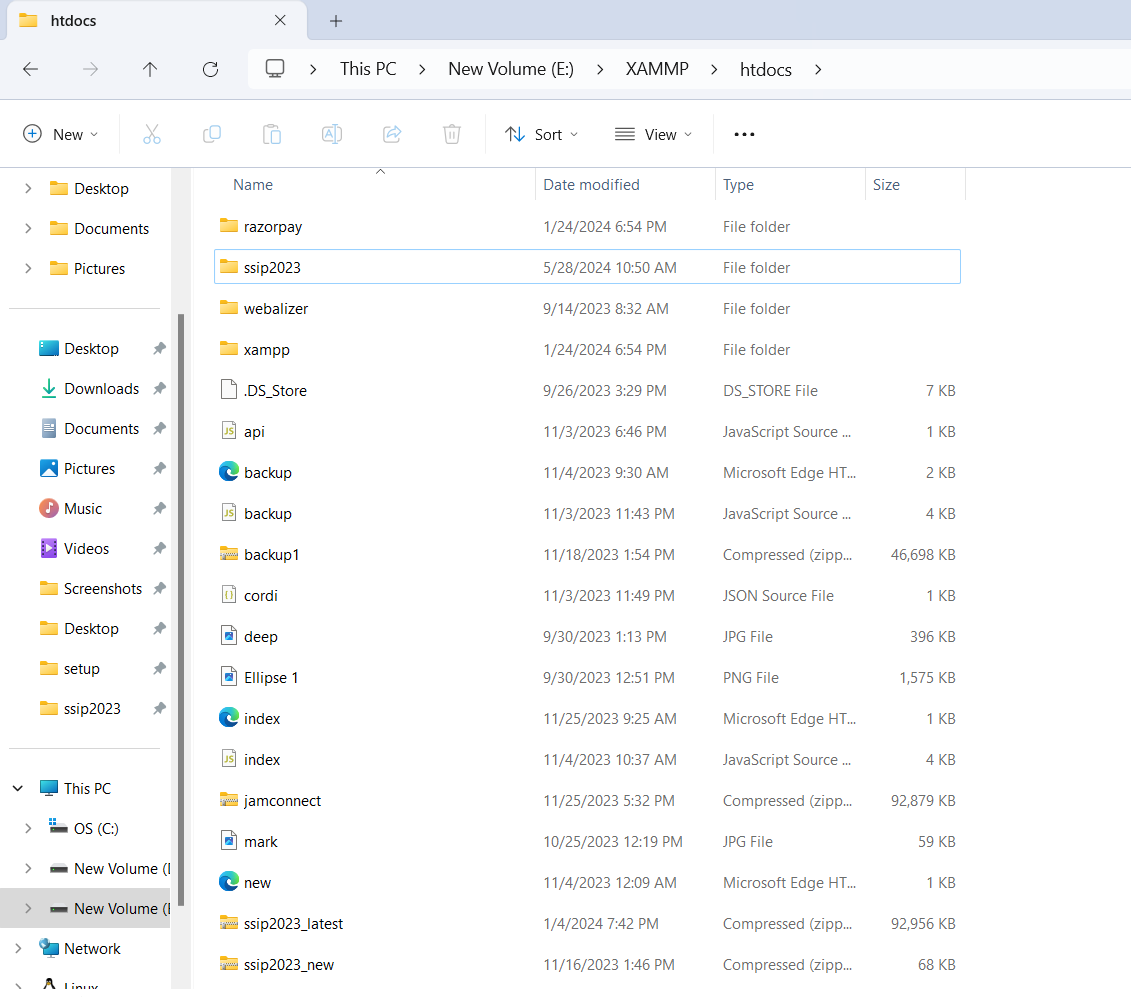 htdocs
This PC New Volume (E:) XAMMP htdocs
New Sort View
Name Date modified Type Size
Desktop
Documents
Pictures
Desktop
Downloads
Documents
Pictures
Music
Videos
Screenshots
Desktop
setup
ssip2023
This PC
OS (C:)
New Volume (
New Volume (
Network
Linux
razorpay 1/24/2024 6:54 PM File folder
ssip2023 5/28/2024 10:50 AM File folder
webalizer 9/14/2023 8:32 AM File folder
xampp 1/24/2024 6:54 PM File folder
.DS_Store 9/26/2023 3:29 PM DS_STORE File 7 KB
api 11/3/2023 6:46 PM JavaScript Source ... 1 KB
backup 11/4/2023 9:30 AM Microsoft Edge HT... 2 KB
backup 11/3/2023 11:43 PM JavaScript Source ... 4 KB
backup1 11/18/2023 1:54 PM Compressed (zipp... 46,698 KB
cordi 11/3/2023 11:49 PM JSON Source File 1 KB
deep 9/30/2023 1:13 PM JPG File 396 KB
Ellipse 1 9/30/2023 12:51 PM PNG File 1,575 KB
index 11/25/2023 9:25 AM Microsoft Edge HT... 1 KB
index 11/4/2023 10:37 AM JavaScript Source ... 4 KB
jamconnect 11/25/2023 5:32 PM Compressed (zipp... 92,879 KB
mark 10/25/2023 12:19 PM JPG File 59 KB
new 11/4/2023 12:09 AM Microsoft Edge HT... 1 KB
ssip2023_latest 1/4/2024 7:42 PM Compressed (zipp... 92,956 KB
ssip2023_new 11/16/2023 1:46 PM Compressed (zipp... 68 KB